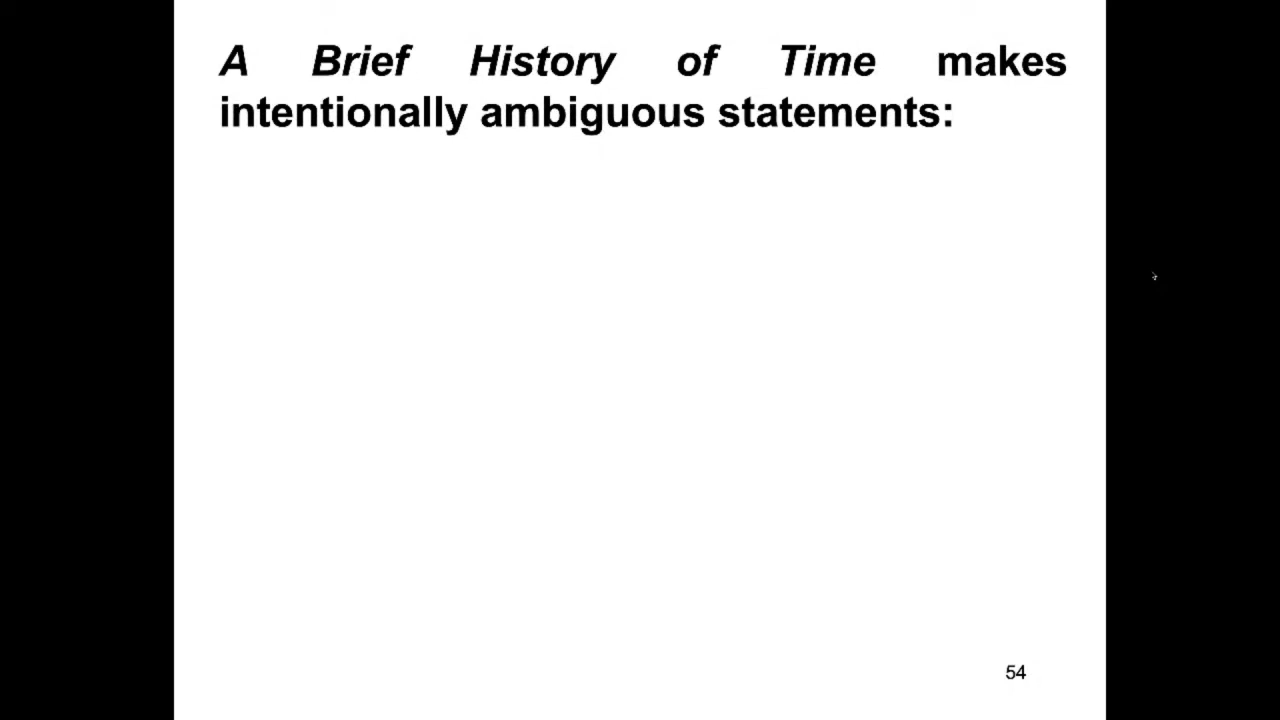 A Brief History of Time makes
intentionally ambiguous statements:
54